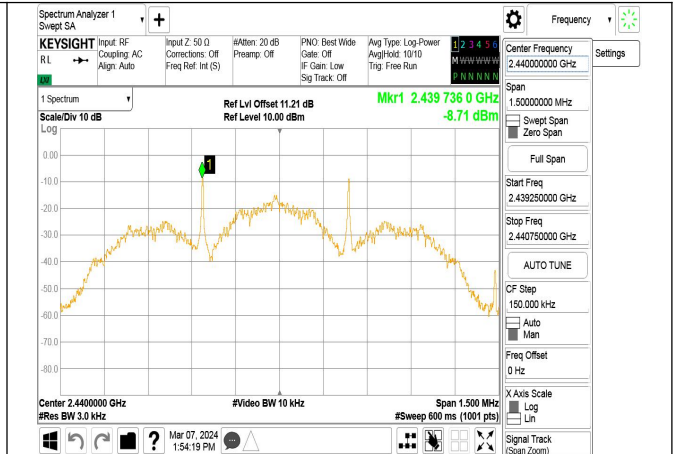 Spectrum Analyzer 1
Swept SA
+
Frequency
Settings
KEYSIGHT
RL
LXI
Input: RF
Coupling: AC
Align: Auto
Input Z: 50 Ω
Corrections: Off
Freq Ref: Int (S)
#Atten: 20 dB
Preamp: Off
PNO: Best Wide
Gate: Off
IF Gain: Low
Sig Track: Off
Avg Type: Log-Power
Avg|Hold: 10/10
Trig: Free Run
1 2 3 4 5 6
M W W W W W
P N N N N N
1 Spectrum
Scale/Div 10 dB
Log
Ref Lvl Offset 11.21 dB
Ref Level 10.00 dBm
Mkr1 2.439 736 0 GHz
-8.71 dBm
1
0.00
-10.0
-20.0
-30.0
-40.0
-50.0
-60.0
-70.0
-80.0
Center 2.4400000 GHz
#Res BW 3.0 kHz
#Video BW 10 kHz
Span 1.500 MHz
#Sweep 600 ms (1001 pts)
Center Frequency
2.440000000 GHz
Span
1.50000000 MHz
Swept Span
Zero Span
Full Span
Start Freq
2.439250000 GHz
Stop Freq
2.440750000 GHz
AUTO TUNE
CF Step
150.000 kHz
Auto
Man
Freq Offset
0 Hz
X Axis Scale
Log
Lin
Signal Track
(Span Zoom)
?
Mar 07, 2024
1:54:19 PM